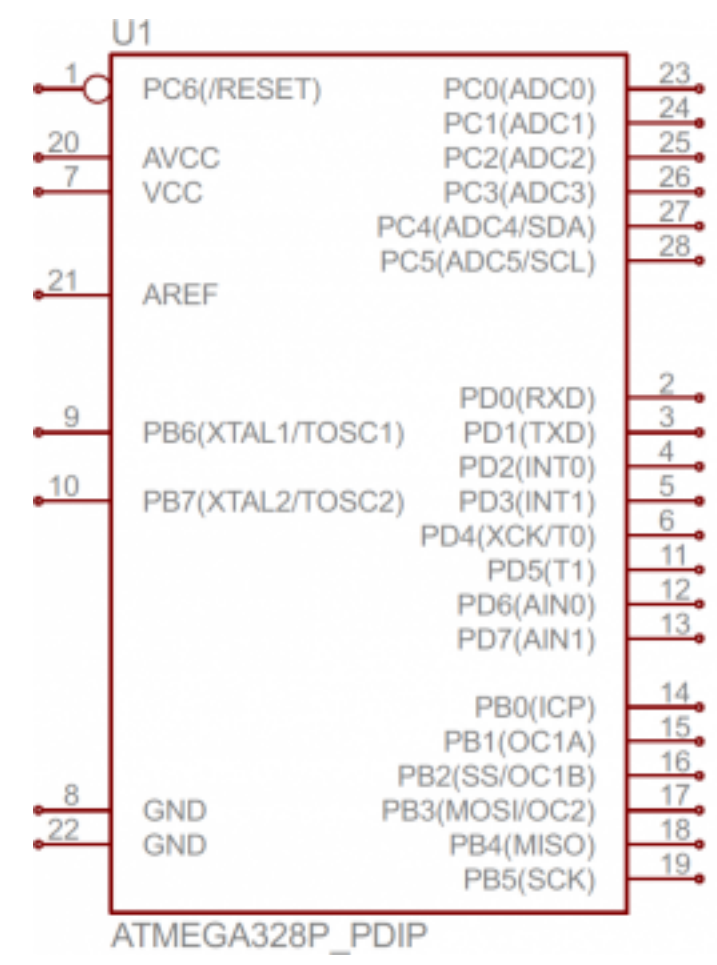 U1
1 PC6(/RESET) PC0(ADC0) 23
PC1(ADC1) 24
20 AVCC PC2(ADC2) 25
7 VCC PC3(ADC3) 26
PC4(ADC4/SDA) 27
PC5(ADC5/SCL) 28
21 AREF
PD0(RXD) 2
9 PB6(XTAL1/TOSC1) PD1(TXD) 3
PD2(INT0) 4
10 PB7(XTAL2/TOSC2) PD3(INT1) 5
PD4(XCK/T0) 6
PD5(T1) 11
PD6(AIN0) 12
PD7(AIN1) 13
PB0(ICP) 14
PB1(OC1A) 15
PB2(SS/OC1B) 16
8 GND PB3(MOSI/OC2) 17
22 GND PB4(MISO) 18
PB5(SCK) 19
ATMEGA328P_PDIP